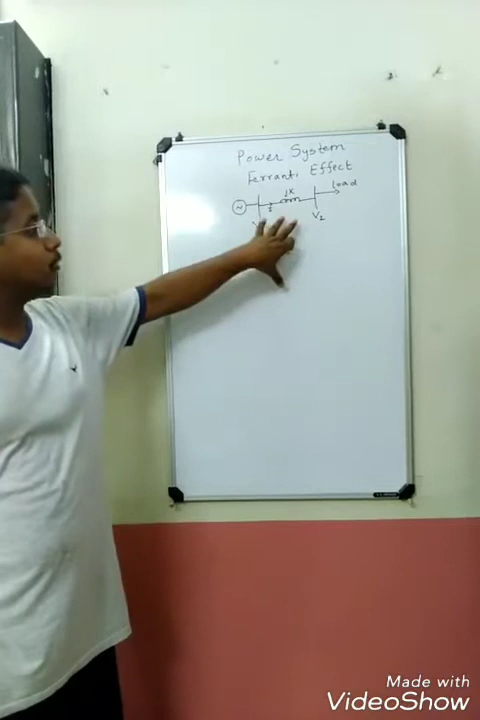 Power System
Ferranti Effect
jX
load
~
I
V
V2
Made with
VideoShow